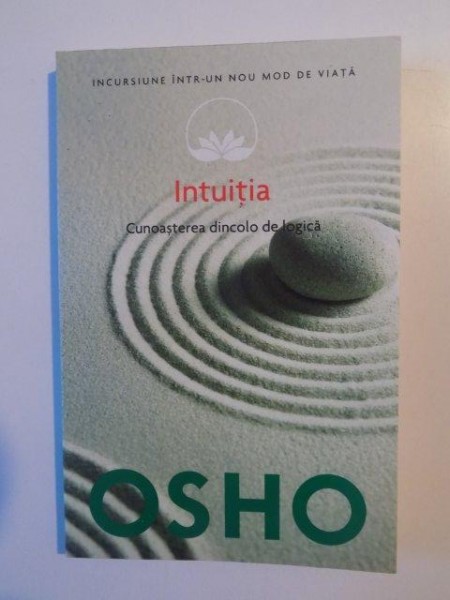 INCURSIUNE ÎNTR-UN NOU MOD DE VIAȚĂ
Intuiția
Cunoașterea dincolo de logică
OSHO